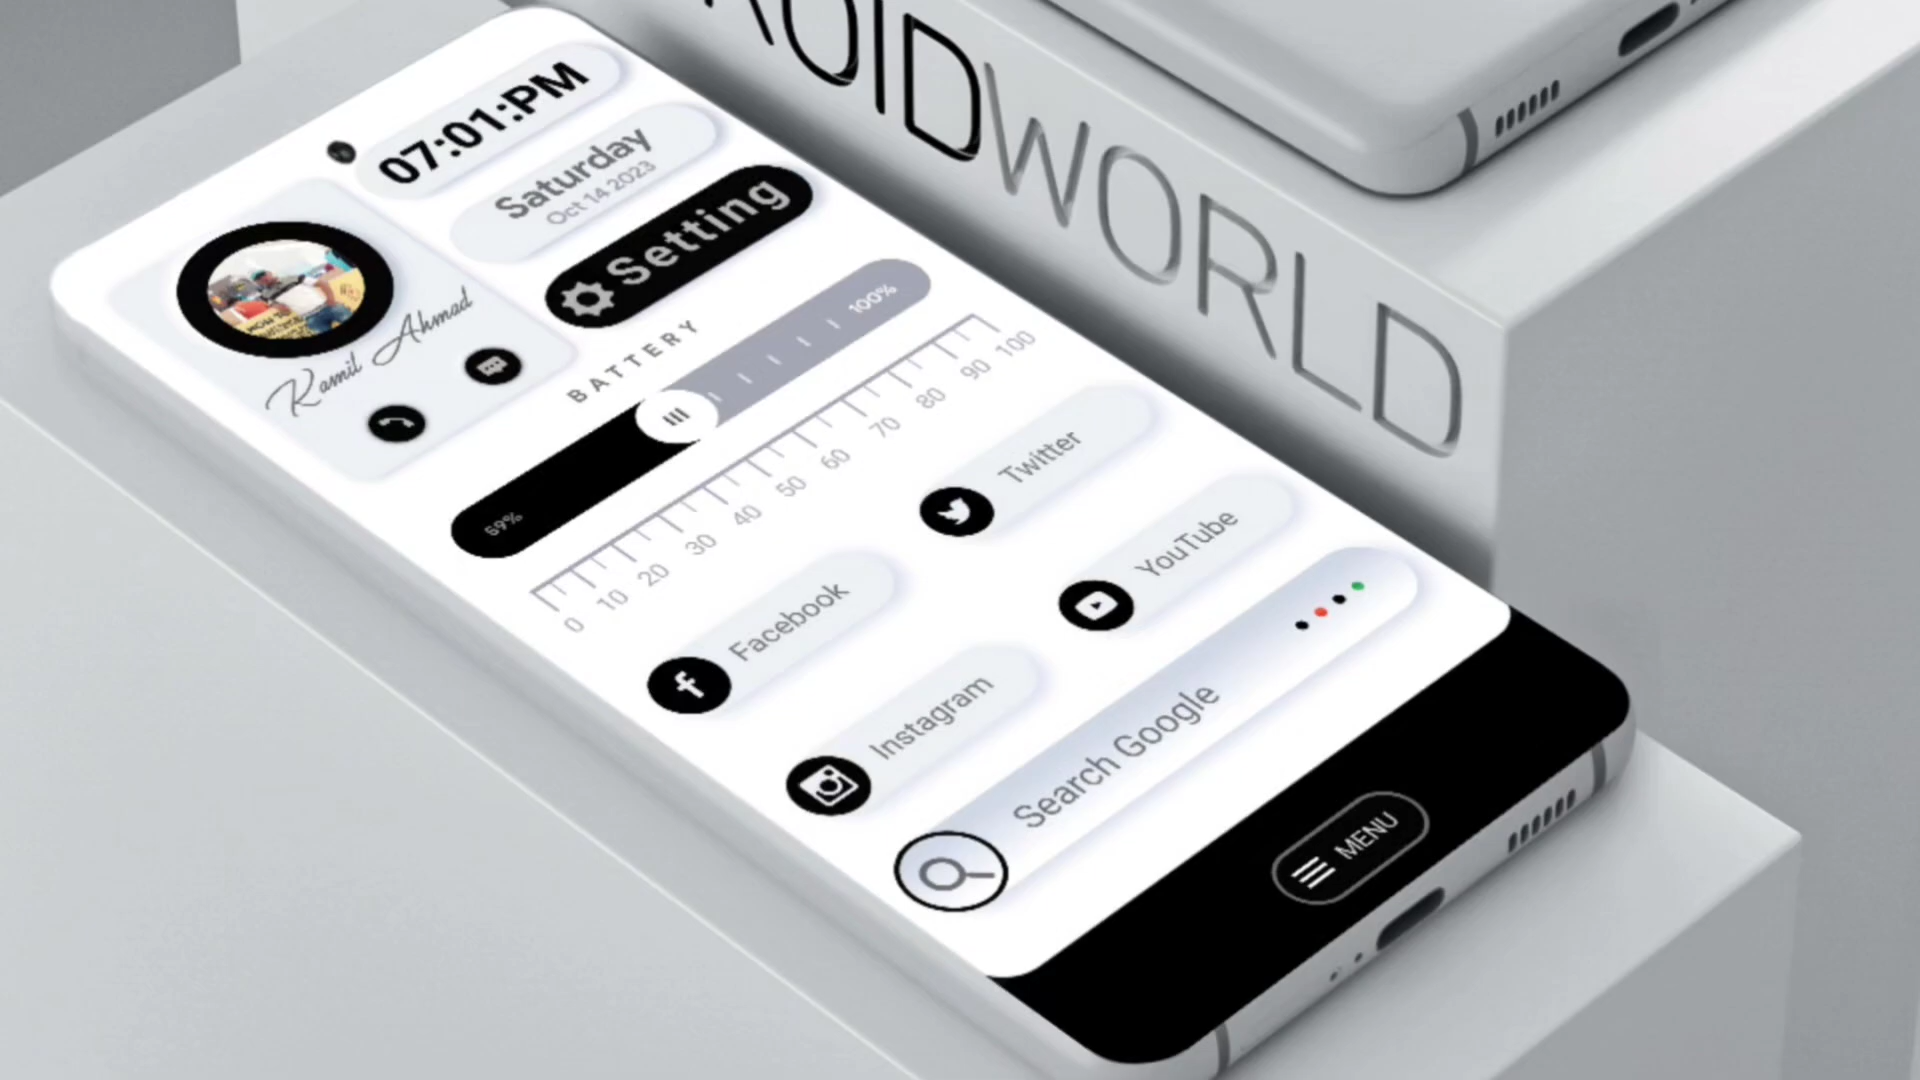 07:01:PM
Saturday
Oct 14 2023
Setting
Kamil Ahmad
BATTERY
100%
59%
0 10 20 30 40 50 60 70 80 90 100
Twitter
Facebook
YouTube
Instagram
Search Google
MENU
ROIDWORLD